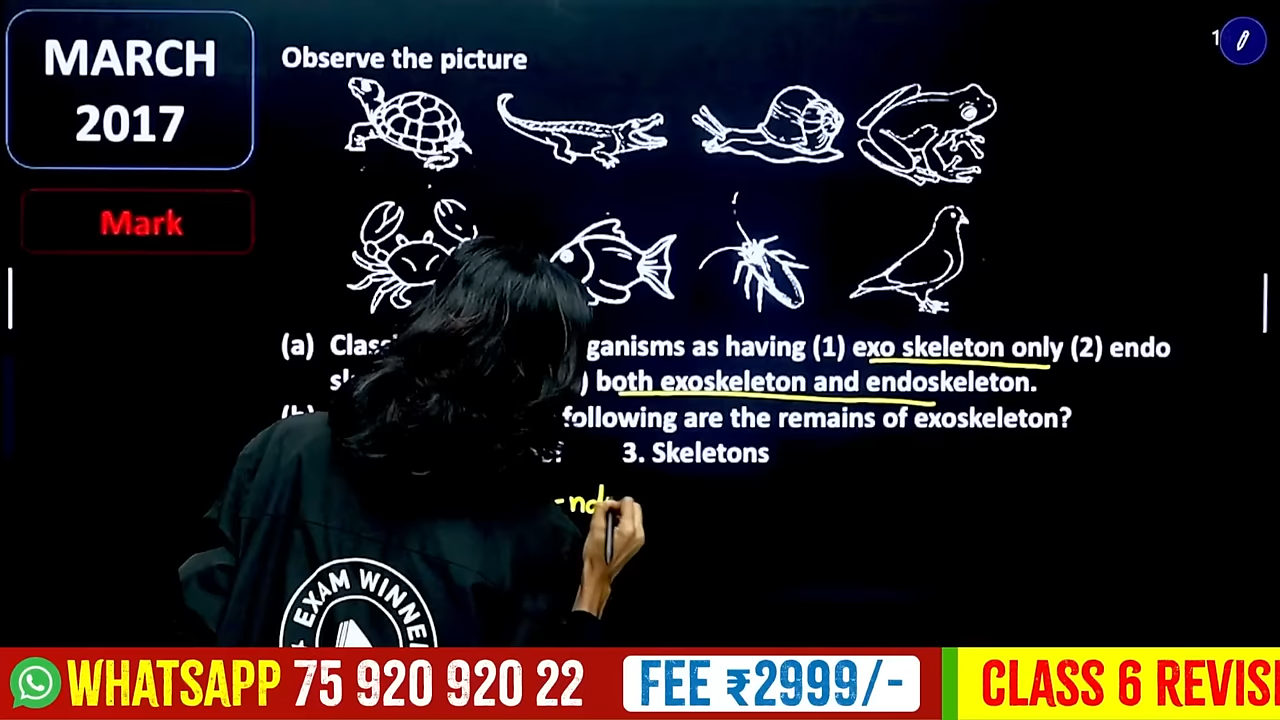 MARCH
2017
Mark
Observe the picture
1
(a) Class ganisms as having (1) exo skeleton only (2) endo
) both exoskeleton and endoskeleton.
following are the remains of exoskeleton?
3. Skeletons
EXAM WINNE
WHATSAPP 75 920 920 22
FEE ₹2999/-
CLASS 6 REVIS